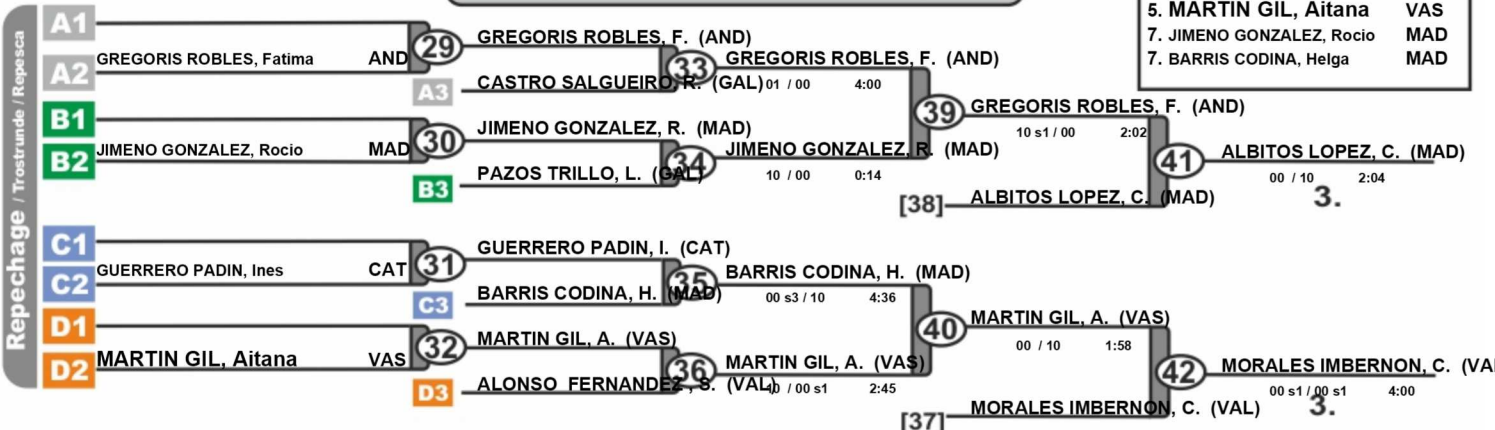 Repechage / Trostrunde / Repesca
5. MARTIN GIL, Aitana VAS
7. JIMENO GONZALEZ, Rocio MAD
7. BARRIS CODINA, Helga MAD
A1
A2 GREGORIS ROBLES, Fatima AND
29
GREGORIS ROBLES, F. (AND)
A3 CASTRO SALGUEIRO, R. (GAL)
33
GREGORIS ROBLES, F. (AND)
01 / 00 4:00
B1
B2 JIMENO GONZALEZ, Rocio MAD
30
JIMENO GONZALEZ, R. (MAD)
B3 PAZOS TRILLO, L. (GAL)
34
JIMENO GONZALEZ, R. (MAD)
10 / 00 0:14
39
GREGORIS ROBLES, F. (AND)
10 s1 / 00 2:02
[38] ALBITOS LOPEZ, C. (MAD)
41
ALBITOS LOPEZ, C. (MAD)
00 / 10 2:04
3.
C1
C2 GUERRERO PADIN, Ines CAT
31
GUERRERO PADIN, I. (CAT)
C3 BARRIS CODINA, H. (MAD)
35
BARRIS CODINA, H. (MAD)
00 s3 / 10 4:36
D1
D2 MARTIN GIL, Aitana VAS
32
MARTIN GIL, A. (VAS)
D3 ALONSO FERNANDEZ, S. (VAL)
36
MARTIN GIL, A. (VAS)
10 / 00 s1 2:45
40
MARTIN GIL, A. (VAS)
00 / 10 1:58
[37] MORALES IMBERNON, C. (VAL)
42
MORALES IMBERNON, C. (VAL
00 s1 / 00 s1 4:00
3.